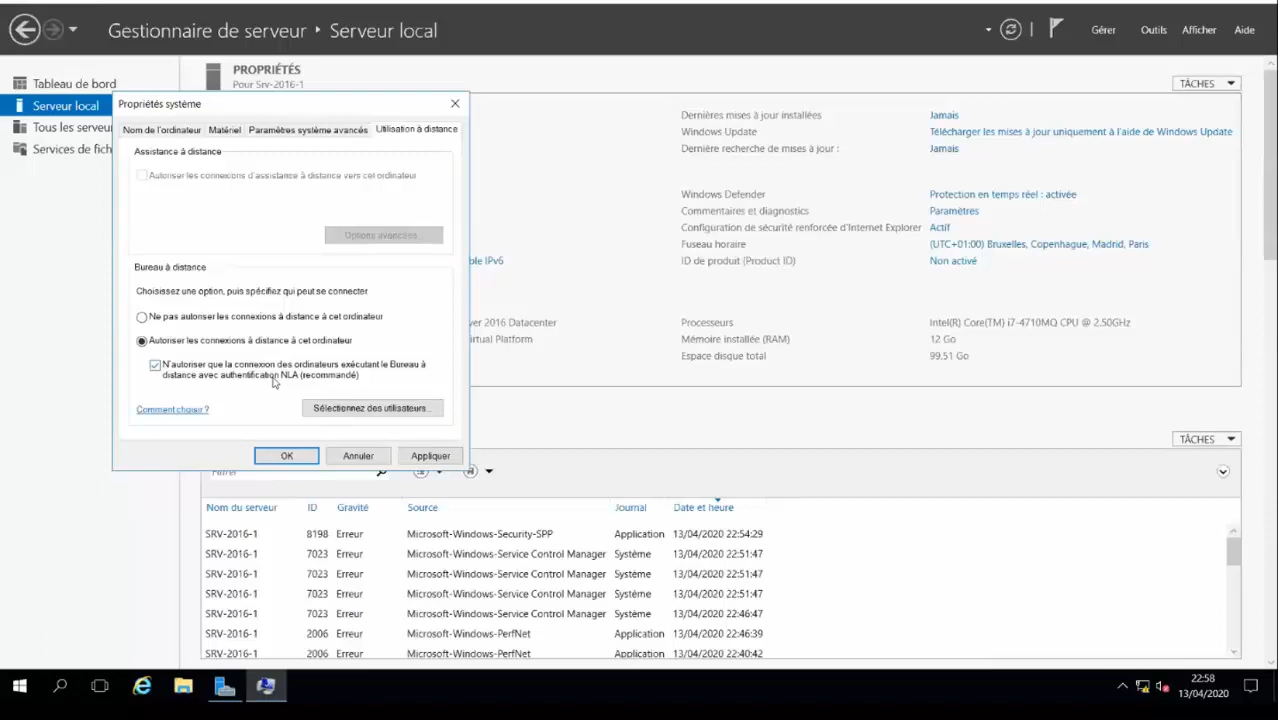 Gestionnaire de serveur ‣ Serveur local
Gérer Outils Afficher Aide
Tableau de bord
Serveur local
Tous les serveu
Services de fich
PROPRIÉTÉS
Pour Srv-2016-1
TÂCHES
Propriétés système
Nom de l'ordinateur Matériel Paramètres système avancés Utilisation à distance
Assistance à distance
Autoriser les connexions d'assistance à distance vers cet ordinateur
Options avancées...
Bureau à distance
Choisissez une option, puis spécifiez qui peut se connecter
Ne pas autoriser les connexions à distance à cet ordinateur
Autoriser les connexions à distance à cet ordinateur
N'autoriser que la connexion des ordinateurs exécutant le Bureau à
distance avec authentification NLA (recommandé)
Comment choisir ?
Sélectionnez des utilisateurs...
OK Annuler Appliquer
Dernières mises à jour installées Jamais
Windows Update Télécharger les mises à jour uniquement à l'aide de Windows Update
Dernière recherche de mises à jour : Jamais
Windows Defender Protection en temps réel : activée
Commentaires et diagnostics Paramètres
Configuration de sécurité renforcée d'Internet Explorer Actif
Fuseau horaire (UTC+01:00) Bruxelles, Copenhague, Madrid, Paris
ble IPv6 ID de produit (Product ID) Non activé
ver 2016 Datacenter Processeurs Intel(R) Core(TM) i7-4710MQ CPU @ 2.50GHz
irtual Platform Mémoire installée (RAM) 12 Go
Espace disque total 99.51 Go
TÂCHES
Filtrer
Nom du serveur ID Gravité Source Journal Date et heure
SRV-2016-1 8198 Erreur Microsoft-Windows-Security-SPP Application 13/04/2020 22:54:29
SRV-2016-1 7023 Erreur Microsoft-Windows-Service Control Manager Système 13/04/2020 22:51:47
SRV-2016-1 7023 Erreur Microsoft-Windows-Service Control Manager Système 13/04/2020 22:51:47
SRV-2016-1 7023 Erreur Microsoft-Windows-Service Control Manager Système 13/04/2020 22:51:47
SRV-2016-1 7023 Erreur Microsoft-Windows-Service Control Manager Système 13/04/2020 22:46:47
SRV-2016-1 2006 Erreur Microsoft-Windows-PerfNet Application 13/04/2020 22:46:39
SRV-2016-1 2006 Erreur Microsoft-Windows-PerfNet Application 13/04/2020 22:40:42
22:58
13/04/2020